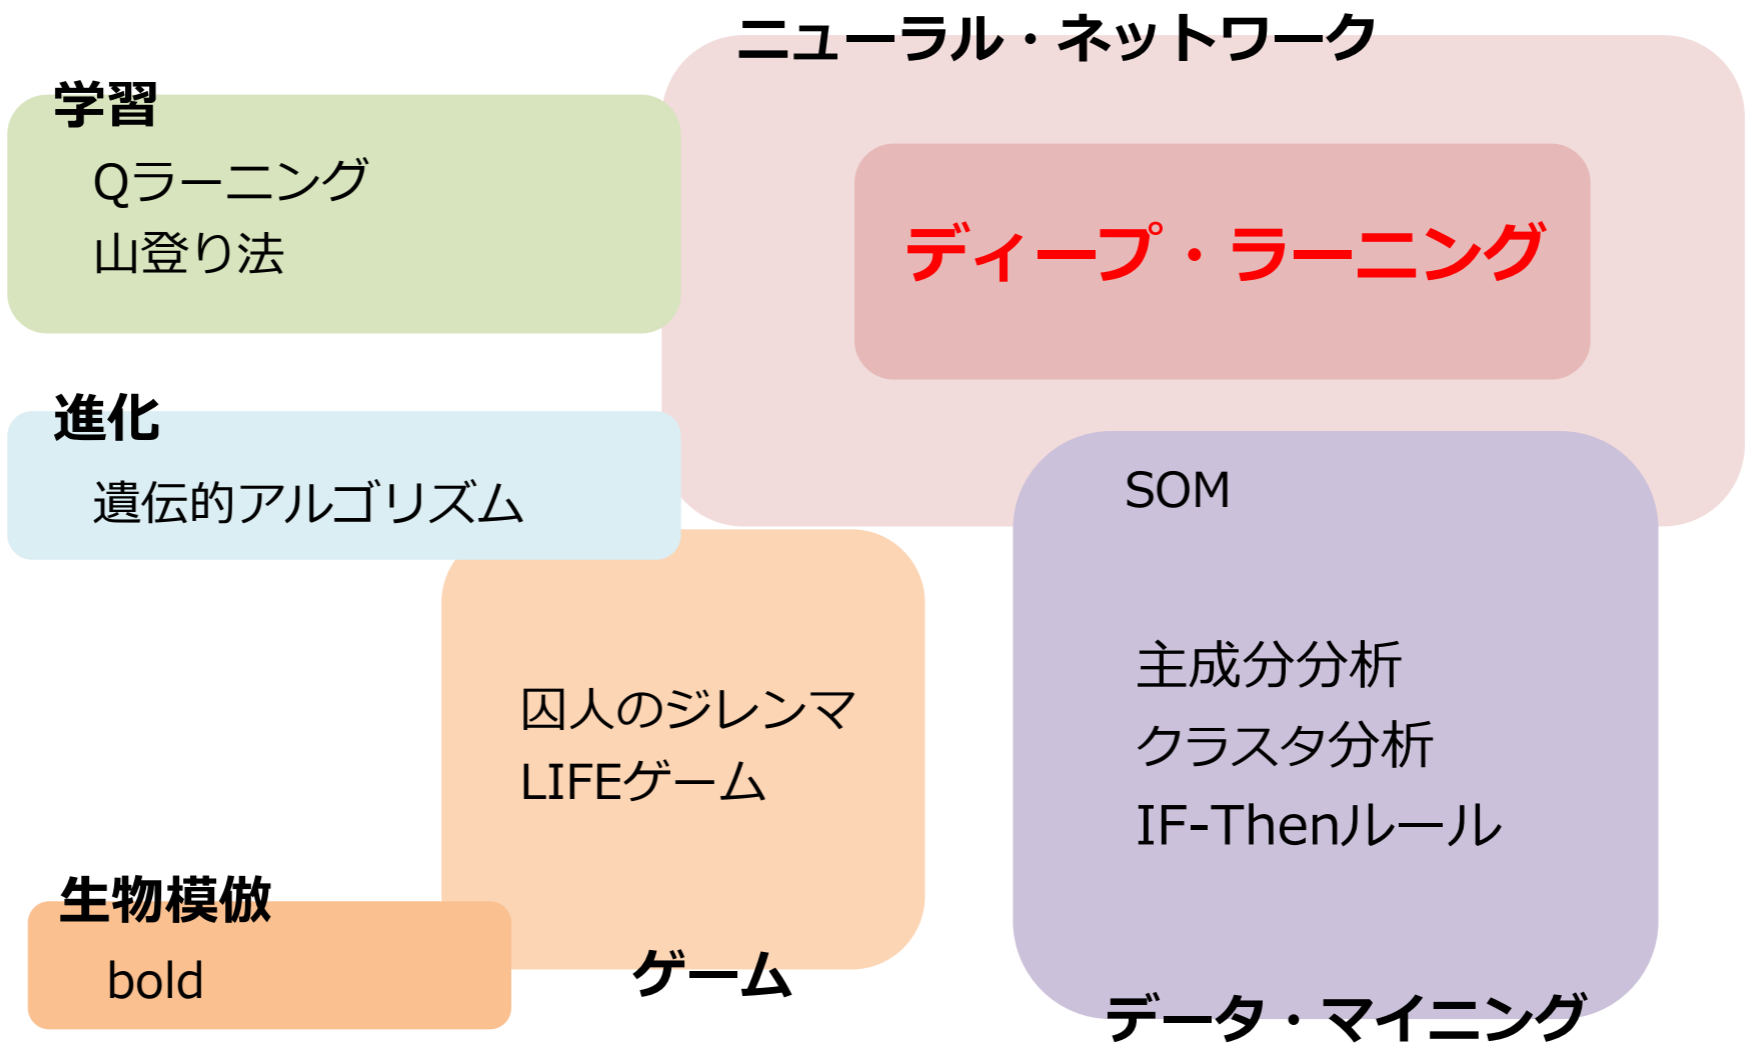 ニューラル・ネットワーク
ディープ・ラーニング
学習
Qラーニング
山登り法
進化
遺伝的アルゴリズム
囚人のジレンマ
LIFEゲーム
ゲーム
生物模倣
bold
SOM
主成分分析
クラスタ分析
IF-Thenルール
データ・マイニング